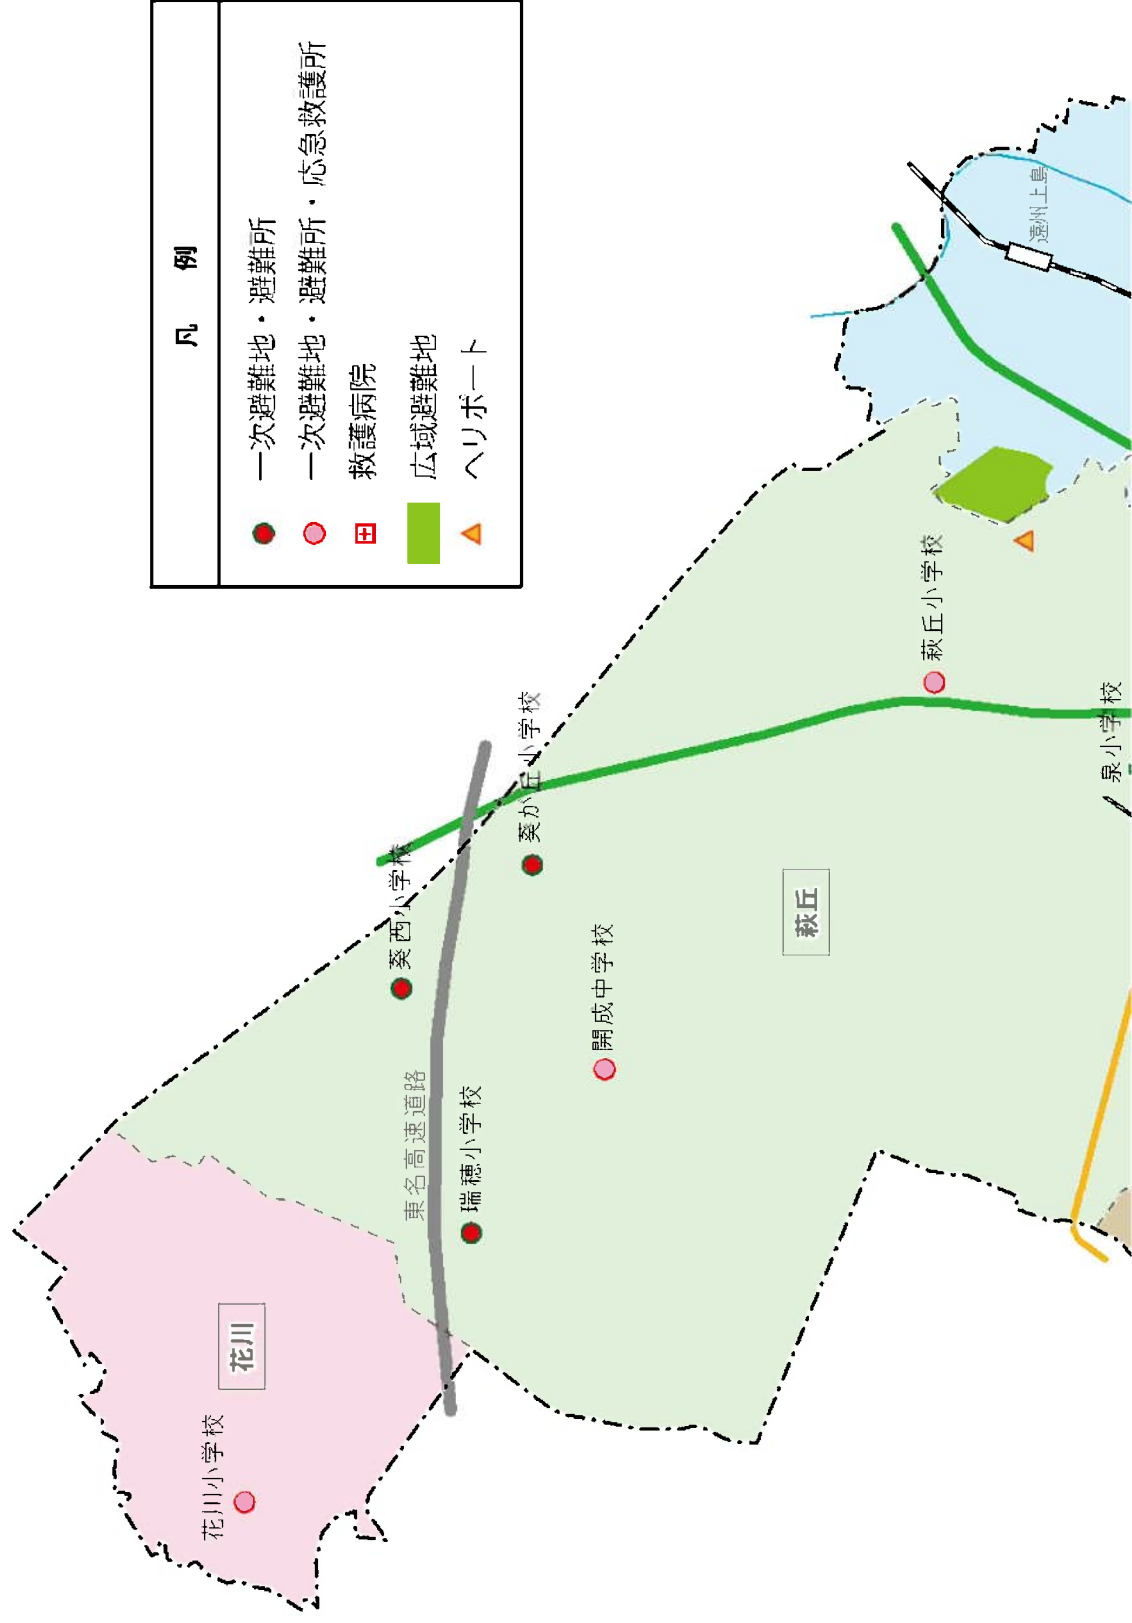 凡 例
一次避難地・避難所
一次避難地・避難所・応急救護所
救護病院
広域避難地
ヘリポート
花川小学校
花川
東名高速道路
瑞穂小学校
葵西小学校
葵が丘小学校
開成中学校
萩丘
萩丘小学校
泉小学校
遠州上島